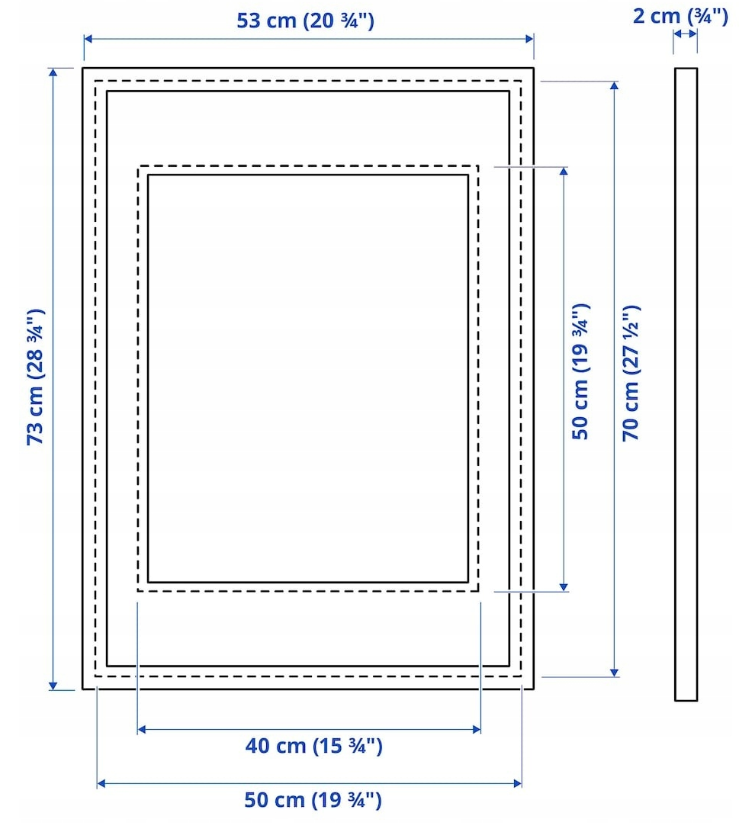 53 cm (20 ¾")
2 cm (¾")
73 cm (28 ¾")
50 cm (19 ¾")
70 cm (27 ½")
40 cm (15 ¾")
50 cm (19 ¾")